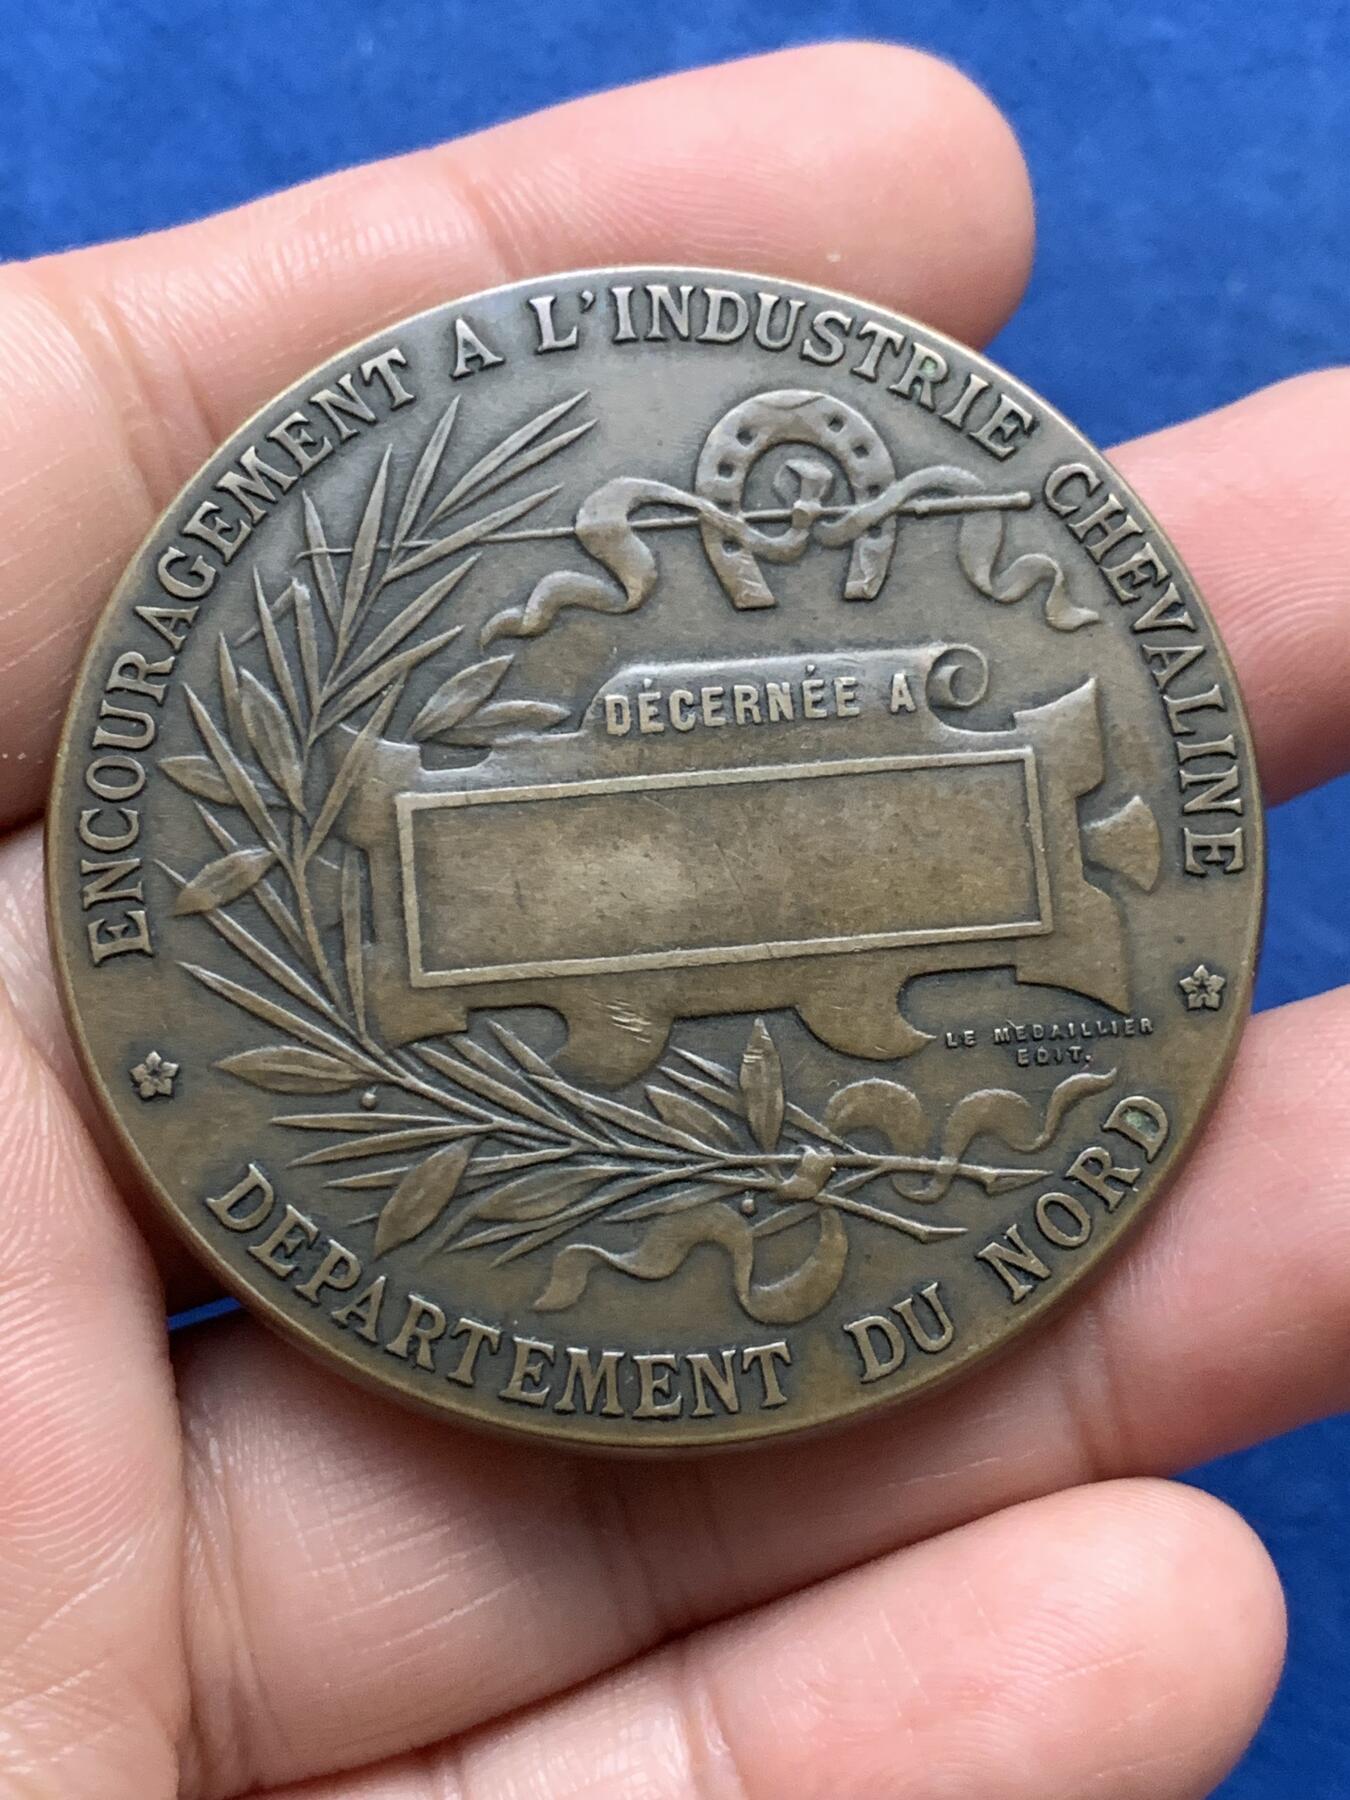 ENCOURAGEMENT A L'INDUSTRIE CHEVALINE
DÉCERNÉE A
LE MEDAILLIER
EDIT.
DEPARTEMENT DU NORD